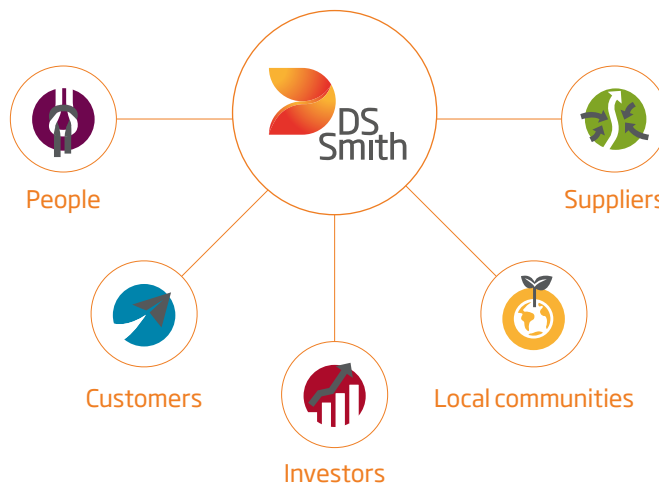 DS
Smith
People
Suppliers
Customers
Local communities
Investors